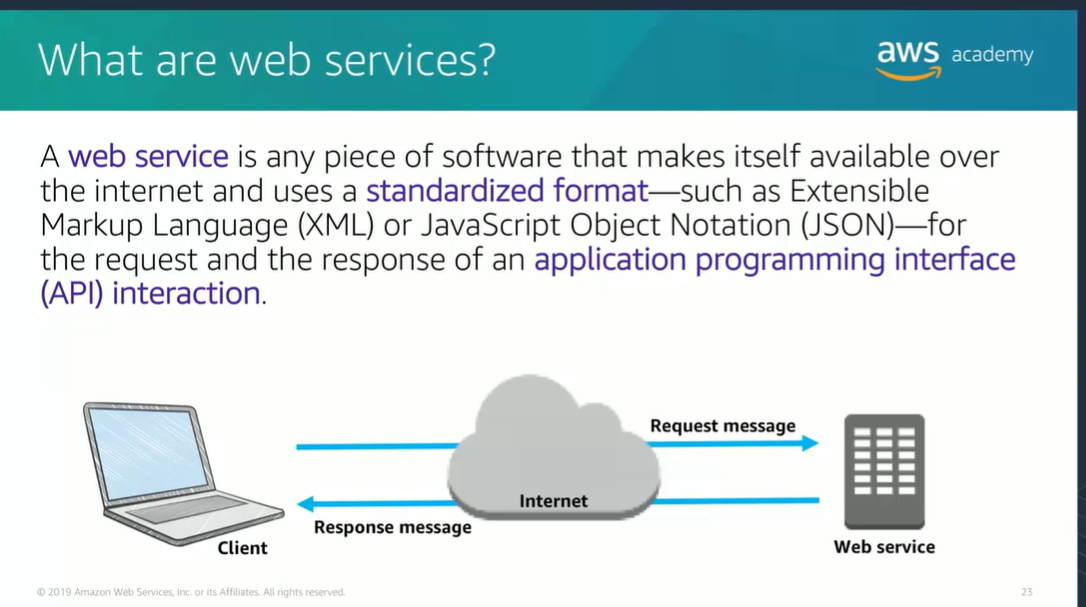 What are web services?
aws academy
A web service is any piece of software that makes itself available over
the internet and uses a standardized format—such as Extensible
Markup Language (XML) or JavaScript Object Notation (JSON)—for
the request and the response of an application programming interface
(API) interaction.
Request message
Internet
Response message
Client
Web service
© 2019 Amazon Web Services, Inc. or its Affiliates. All rights reserved.
23